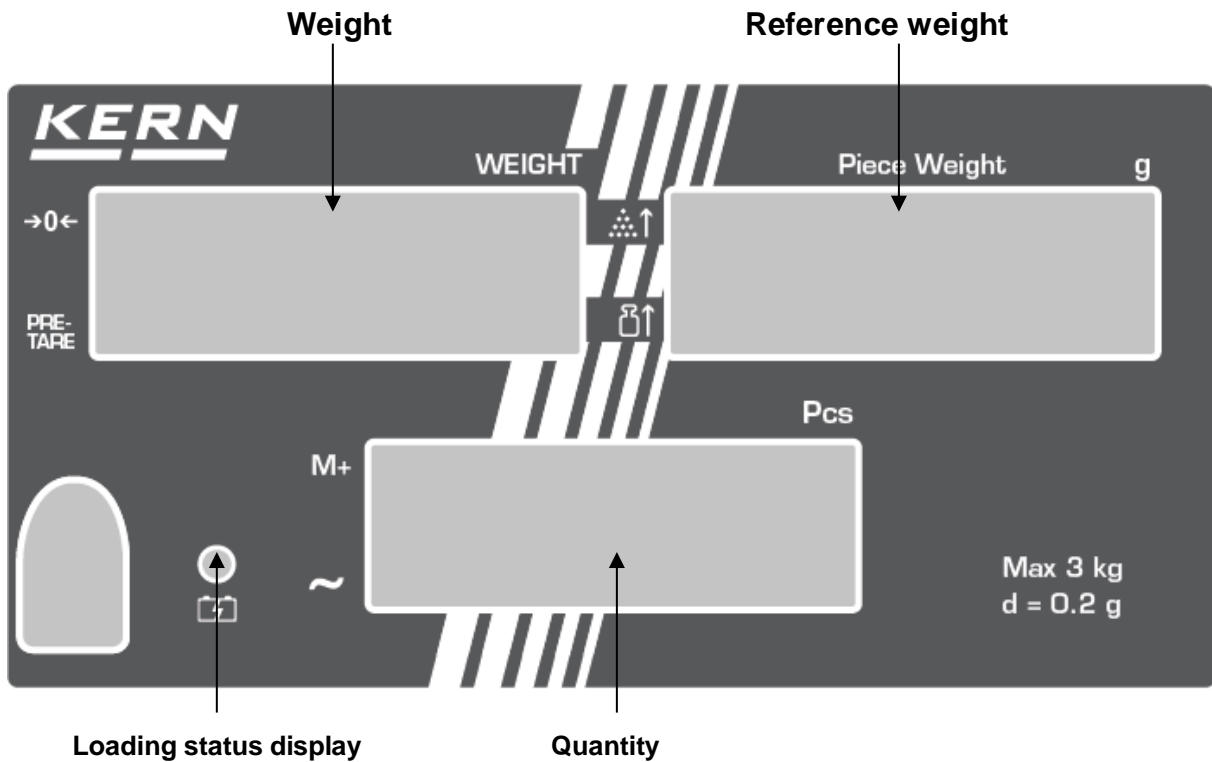 Weight
Reference weight
KERN
WEIGHT
Piece Weight g
→0←
PRE-
TARE
Pcs
M+
~
Max 3 kg
d = 0.2 g
Loading status display
Quantity